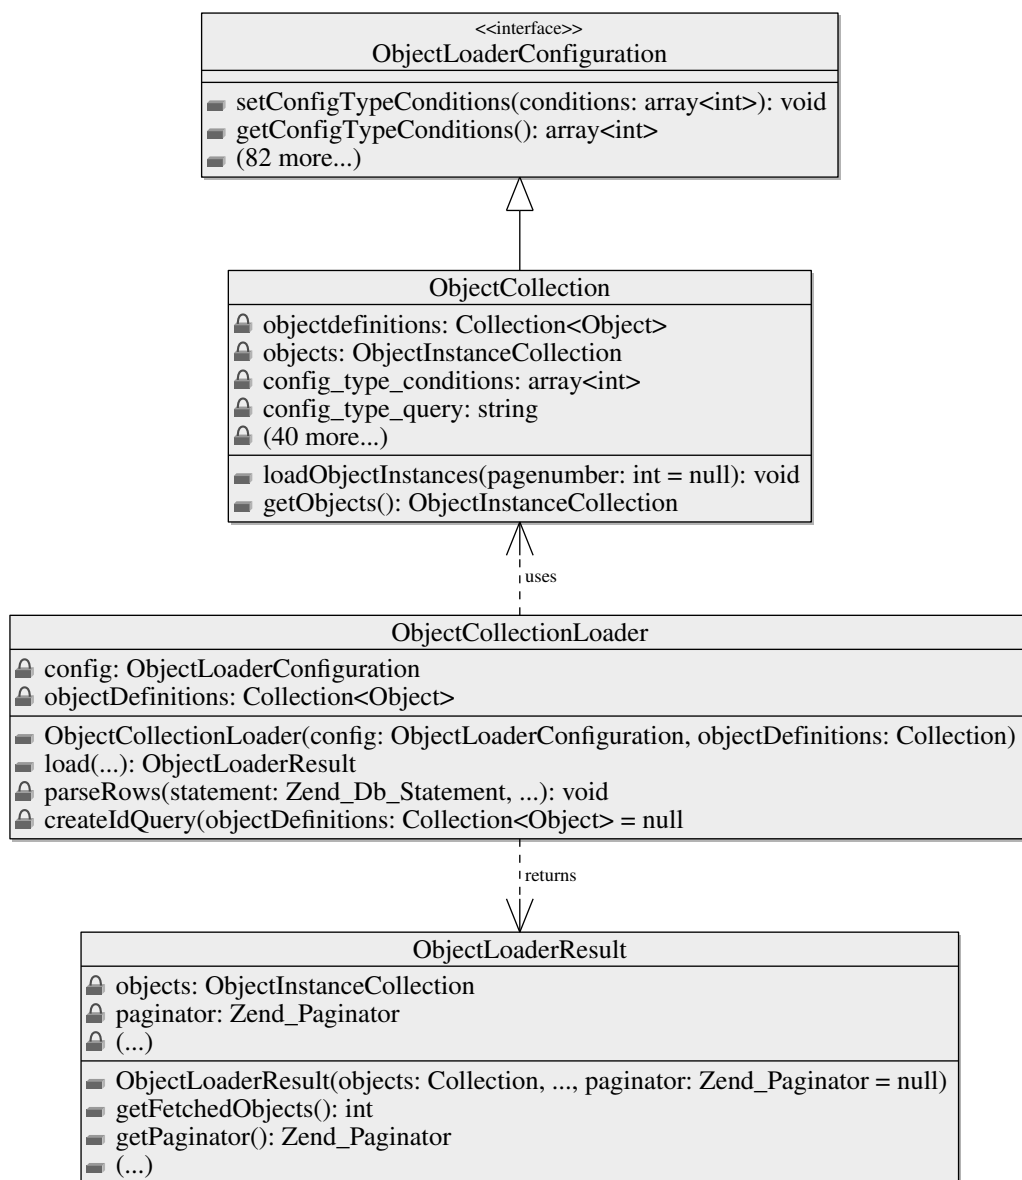 <<interface>>
ObjectLoaderConfiguration
setConfigTypeConditions(conditions: array<int>): void
getConfigTypeConditions(): array<int>
(82 more...)
ObjectCollection
objectdefinitions: Collection<Object>
objects: ObjectInstanceCollection
config_type_conditions: array<int>
config_type_query: string
(40 more...)
loadObjectInstances(pagenumber: int = null): void
getObjects(): ObjectInstanceCollection
uses
ObjectCollectionLoader
config: ObjectLoaderConfiguration
objectDefinitions: Collection<Object>
ObjectCollectionLoader(config: ObjectLoaderConfiguration, objectDefinitions: Collection)
load(...): ObjectLoaderResult
parseRows(statement: Zend_Db_Statement, ...): void
createIdQuery(objectDefinitions: Collection<Object> = null
returns
ObjectLoaderResult
objects: ObjectInstanceCollection
paginator: Zend_Paginator
(...)
ObjectLoaderResult(objects: Collection, ..., paginator: Zend_Paginator = null)
getFetchedObjects(): int
getPaginator(): Zend_Paginator
(...)